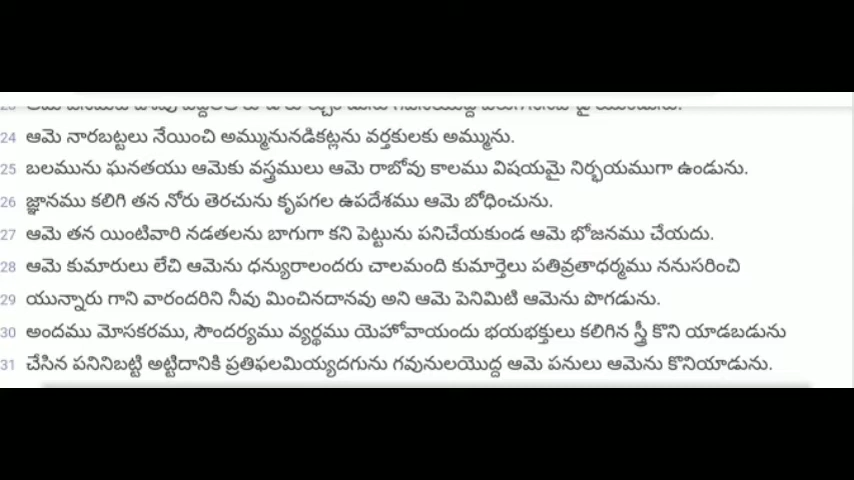 24 ఆమె నారబట్టలు నేయించి అమ్మునునడికట్లను వర్తకులకు అమ్మును.
25 బలమును ఘనతయు ఆమెకు వస్త్రములు ఆమె రాబోవు కాలము విషయమై నిర్భయముగా ఉండును.
26 జ్ఞానము కలిగి తన నోరు తెరచును కృపగల ఉపదేశము ఆమె బోధించును.
27 ఆమె తన యింటివారి నడతలను బాగుగా కని పెట్టును పనిచేయకుండ ఆమె భోజనము చేయదు.
28 ఆమె కుమారులు లేచి ఆమెను ధన్యురాలందరు చాలమంది కుమార్తెలు పతివ్రతాధర్మము ననుసరించి
29 యున్నారు గాని వారందరిని నీవు మించినదానవు అని ఆమె పెనిమిటి ఆమెను పొగడును.
30 అందము మోసకరము, సౌందర్యము వ్యర్థము యెహోవాయందు భయభక్తులు కలిగిన స్త్రీ కొని యాడబడును
31 చేసిన పనినిబట్టి అట్టిదానికి ప్రతిఫలమియ్యదగును గవునులయొద్ద ఆమె పనులు ఆమెను కొనియాడును.